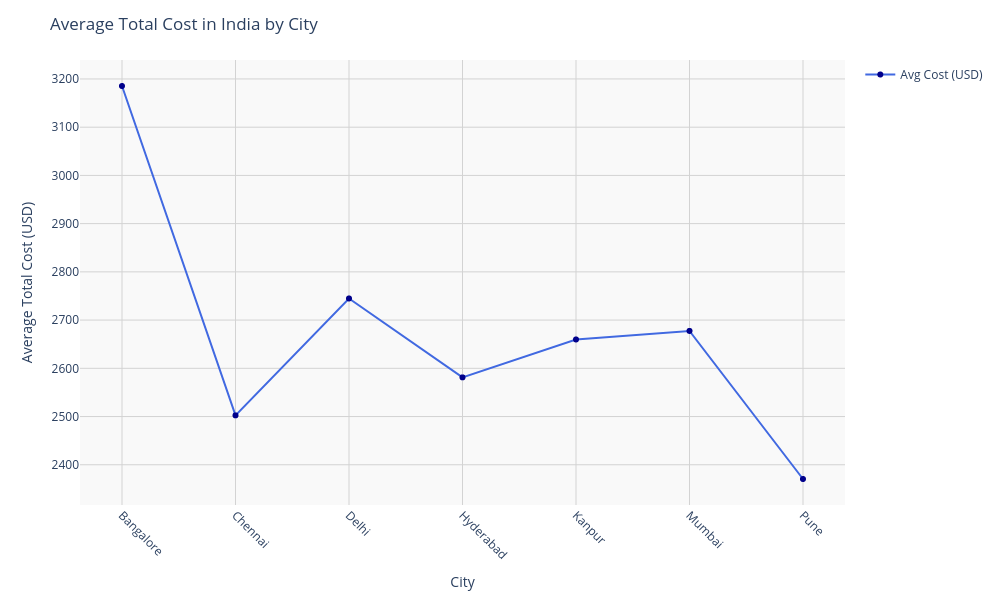 Average Total Cost in India by City
Avg Cost (USD)
Average Total Cost (USD)
3200
3100
3000
2900
2800
2700
2600
2500
2400
Bangalore
Chennai
Delhi
Hyderabad
Kanpur
Mumbai
Pune
City